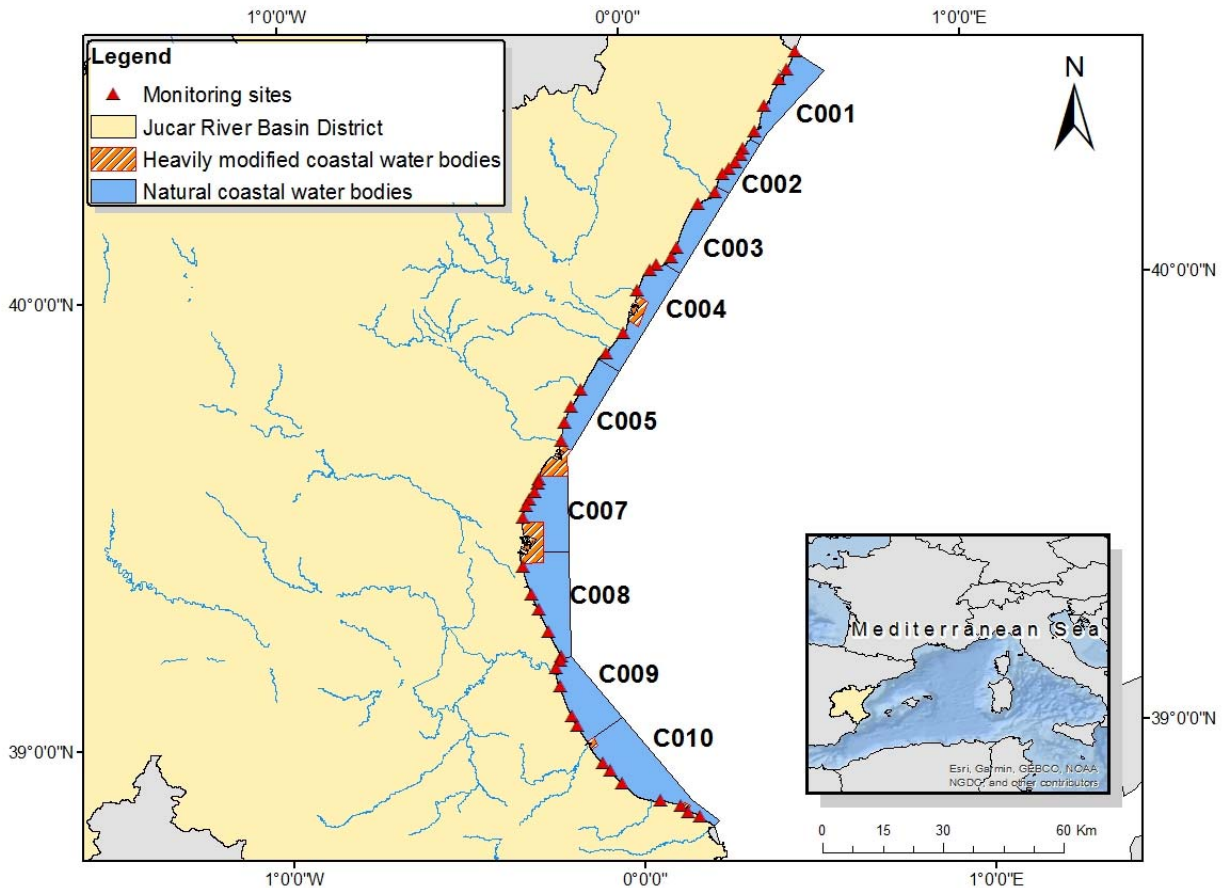 1°0'0"W 0°0'0" 1°0'0"E
Legend
Monitoring sites
Jucar River Basin District
Heavily modified coastal water bodies
Natural coastal water bodies
N
C001
C002
C003
40°0'0"N
40°0'0"N
C004
C005
C007
C008
C009
C010
39°0'0"N
39°0'0"N
Mediterranean Sea
Esri, Garmin, GEBCO, NOAA
NGDC, and other contributors
0 15 30 60 Km
1°0'0"W 0°0'0" 1°0'0"E